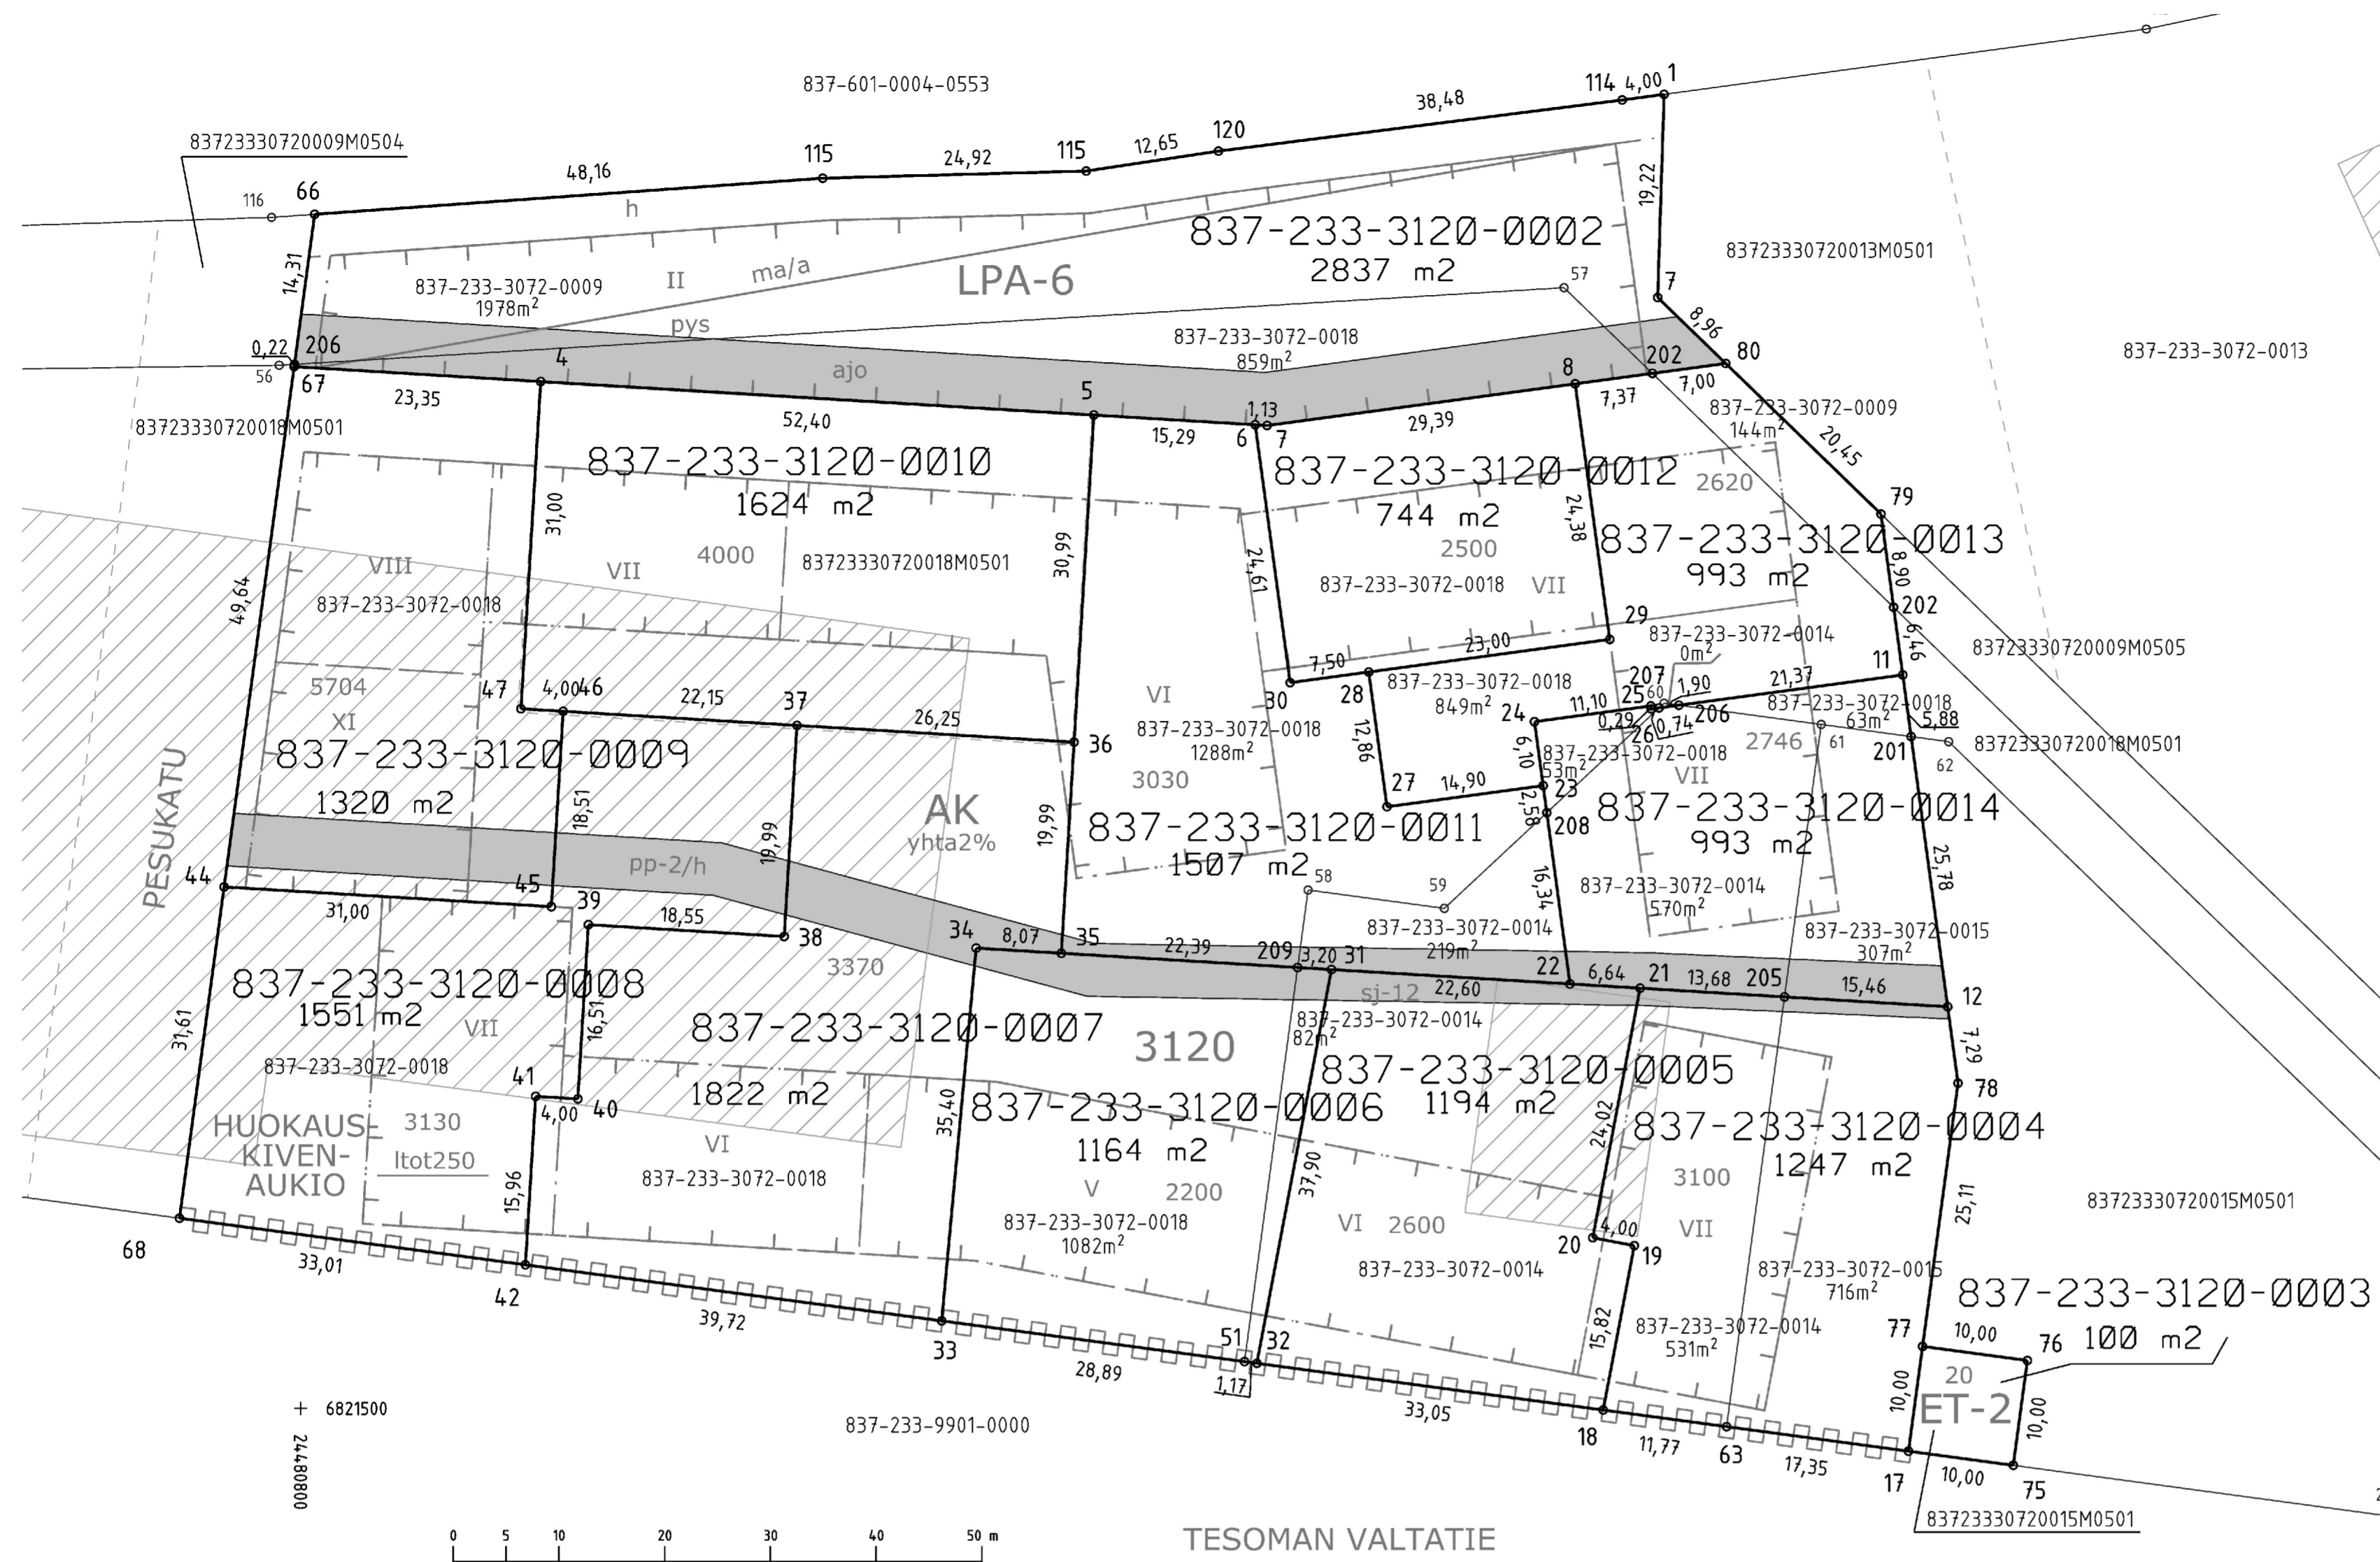 837-601-0004-0553
114 4,00 1
38,48
120
12,65
115
24,92
115
48,16
83723330720009M0504
66
116
h
19,22
837-233-3120-0002
2837 m2
83723330720013M0501
57
14,31
837-233-3072-0009
1978m²
II
ma/a
LPA-6
7
8,96
pys
837-233-3072-0018
859m²
0,22
206
56
67
4
ajo
8
202
80
837-233-3072-0013
23,35
52,40
5
15,29
1,13
6
7
29,39
7,37
7,00
837-233-3072-0009
144m²
83723330720018M0501
20,45
837-233-3120-0010
1624 m2
837-233-3120-0012
744 m2
2620
79
31,00
30,99
24,61
24,38
2500
837-233-3120-0013
993 m2
VIII
VII
4000
83723330720018M0501
837-233-3072-0018
VII
8,90
202
49,64
837-233-3072-0018
29
837-233-3072-0014
0m²
6,46
83723330720009M0505
23,00
7,50
11
5704
XI
47
4,00
46
22,15
37
26,25
36
VI
30
28
837-233-3072-0018
849m²
207
25
60
1,90
21,37
11,10
24
0,29
26
0,74
206
837-233-3072-0018
63m²
5,88
837-233-3072-0018
1288m²
12,86
6,10
837-233-3072-0018
53m²
2746
61
201
62
83723330720018M0501
837-233-3120-0009
1320 m2
PESUKATU
3030
27
14,90
23
2,58
208
VII
18,51
19,99
AK
yhta2%
19,99
837-233-3120-0011
1507 m2
837-233-3120-0014
993 m2
25,78
pp-2/h
44
31,00
45
39
18,55
38
58
59
16,34
837-233-3072-0014
570m²
34
8,07
35
22,39
209
3,20
31
837-233-3072-0014
219m²
837-233-3072-0015
307m²
3370
22
6,64
21
13,68
205
15,46
12
sj-12
22,60
837-233-3120-0008
1551 m2
VII
16,51
837-233-3120-0007
1822 m2
3120
837-233-3072-0014
82m²
31,61
7,29
78
837-233-3072-0018
41
4,00
40
35,40
837-233-3120-0006
1164 m2
837-233-3120-0005
1194 m2
24,02
837-233-3120-0004
1247 m2
HUOKAUS-
KIVEN-
AUKIO
3130
ltot250
15,96
VI
837-233-3072-0018
V
2200
837-233-3072-0018
1082m²
37,90
VI
2600
3100
VII
25,11
83723330720015M0501
20
4,00
19
837-233-3072-0014
837-233-3072-0015
716m²
68
33,01
42
39,72
33
28,89
51
32
1,17
33,05
15,82
837-233-3072-0014
531m²
837-233-3120-0003
100 m2
77
10,00
76
20
ET-2
10,00
10,00
18
11,77
63
17,35
17
10,00
75
6821500
24480800
837-233-9901-0000
83723330720015M0501
0 5 10 20 30 40 50 m
TESOMAN VALTATIE